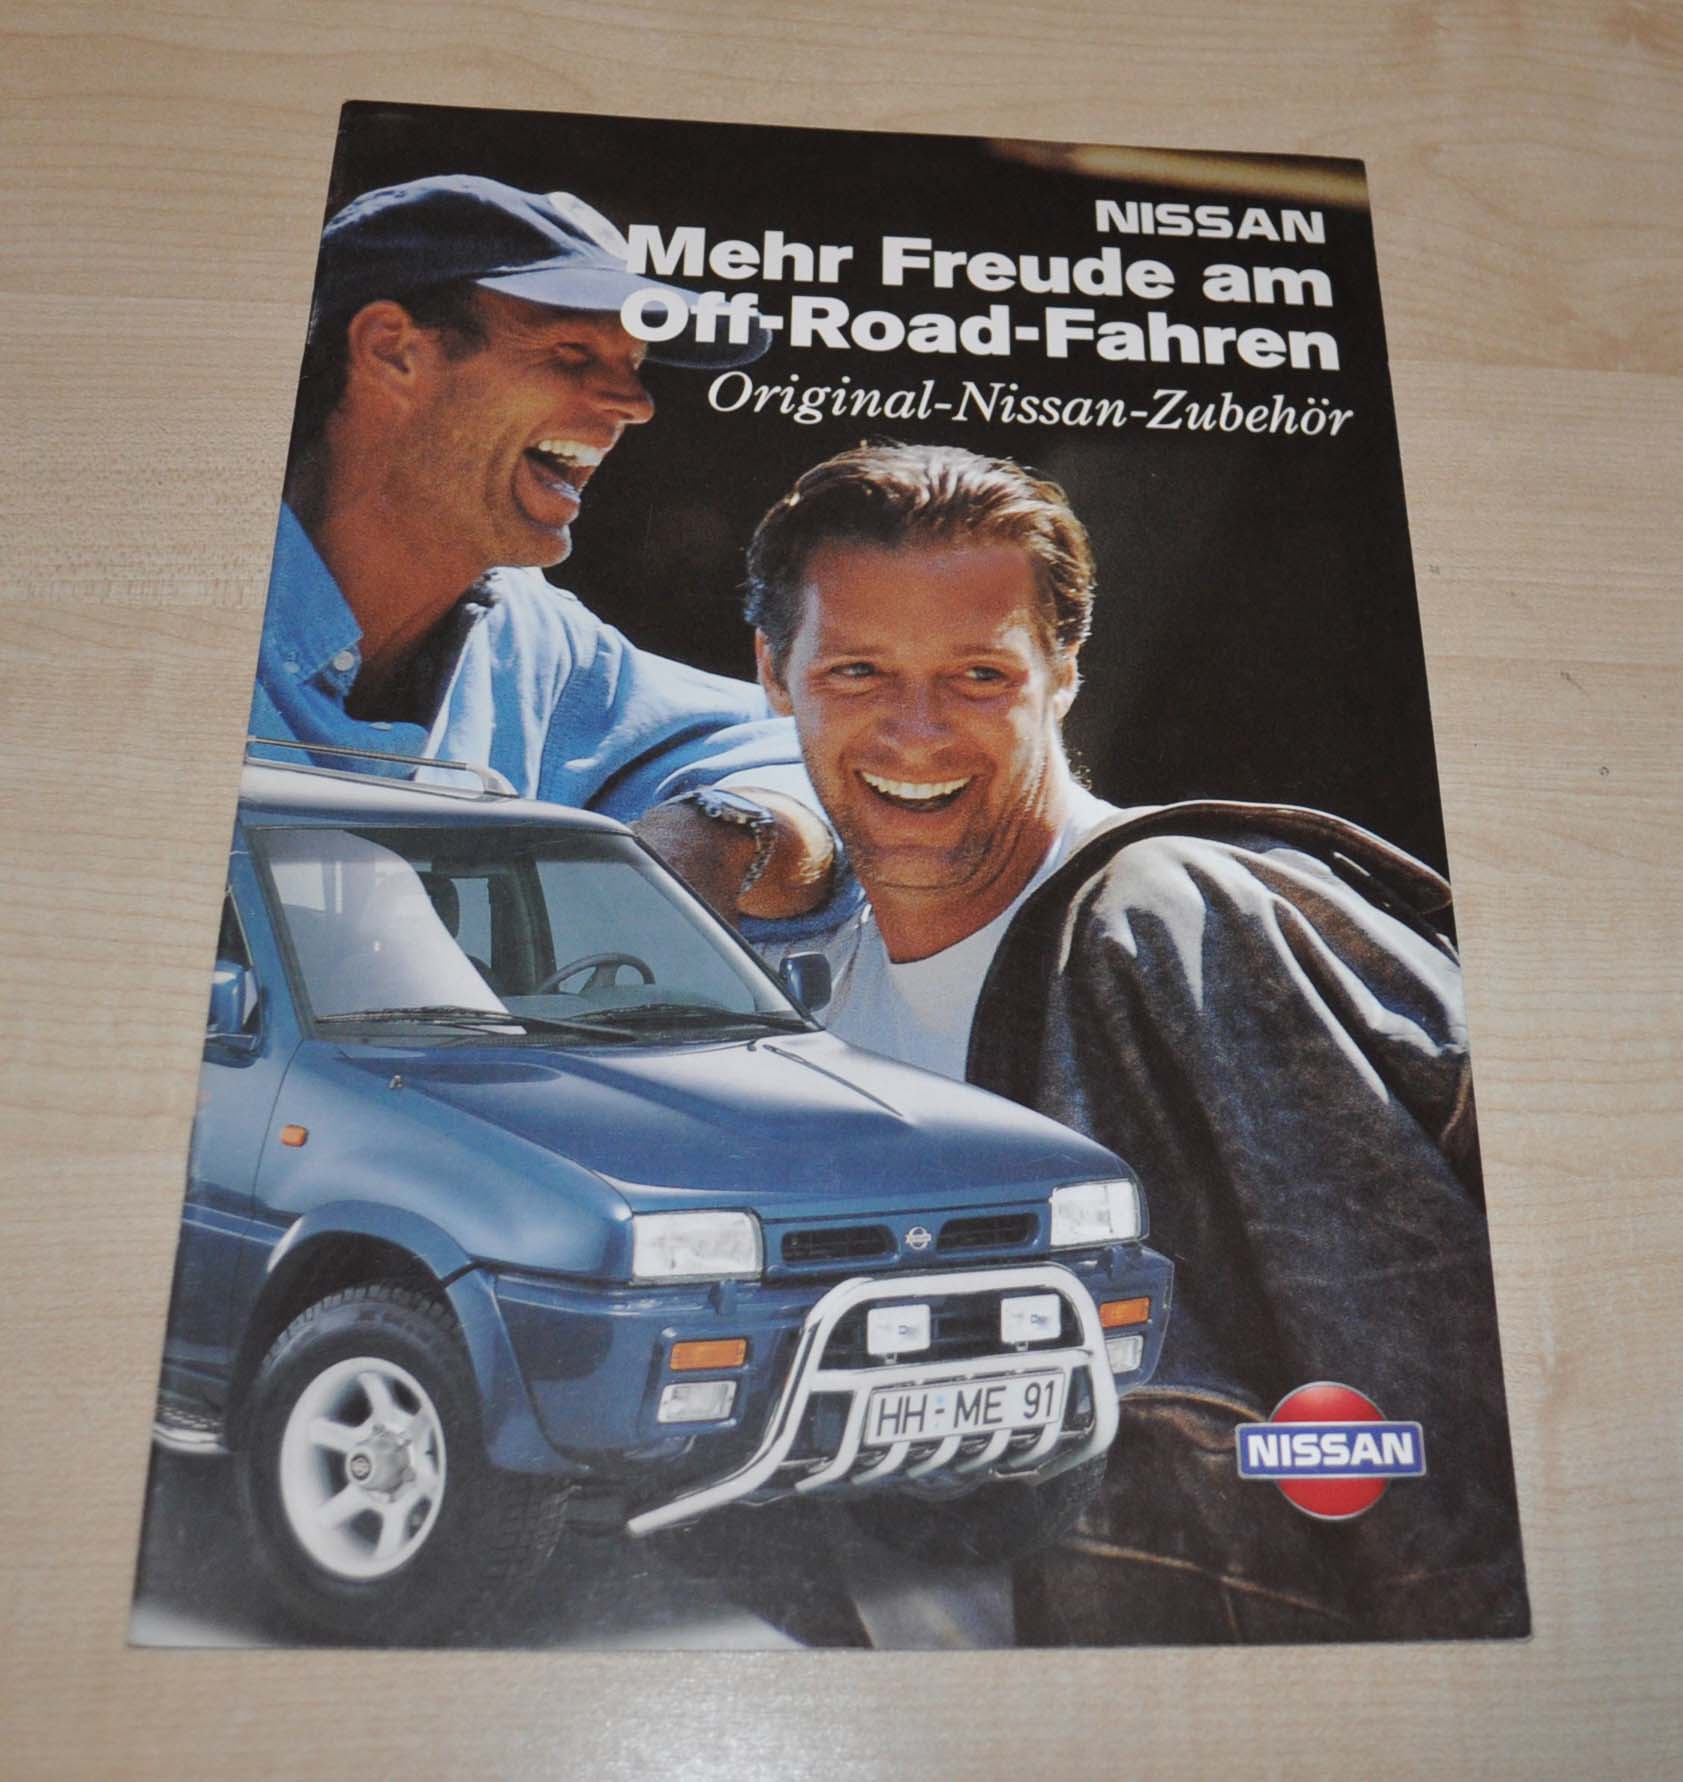 NISSAN
Mehr Freude am
Off-Road-Fahren
Original-Nissan-Zubehör
HH-ME 91
NISSAN